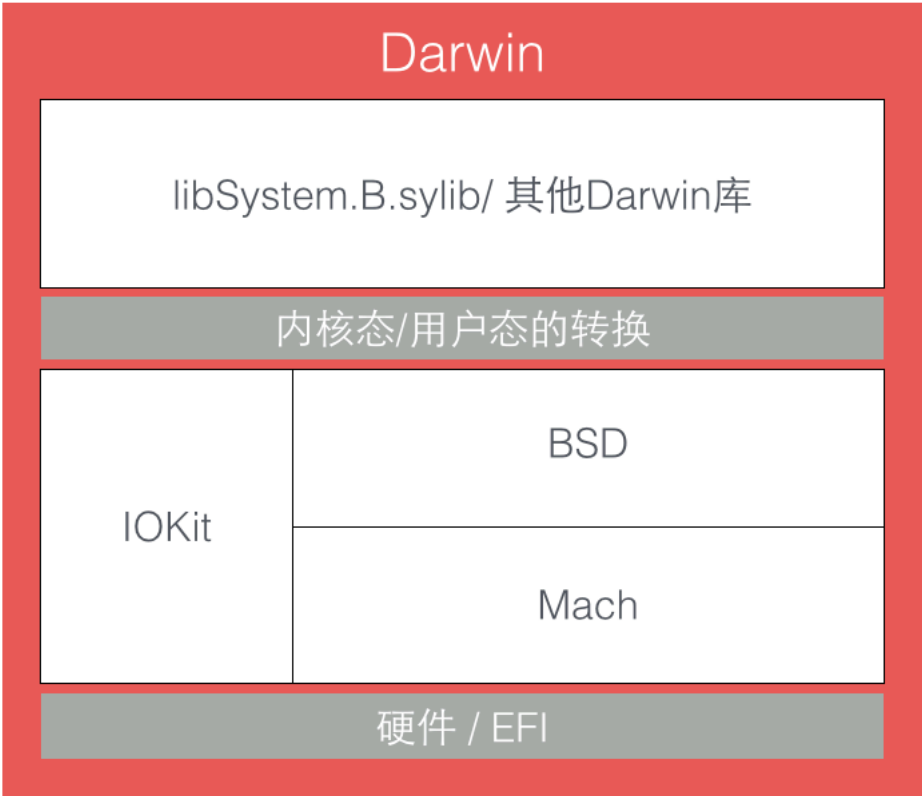 Darwin
libSystem.B.sylib/ 其他Darwin库
内核态/用户态的转换
BSD
IOKit
Mach
硬件 / EFI